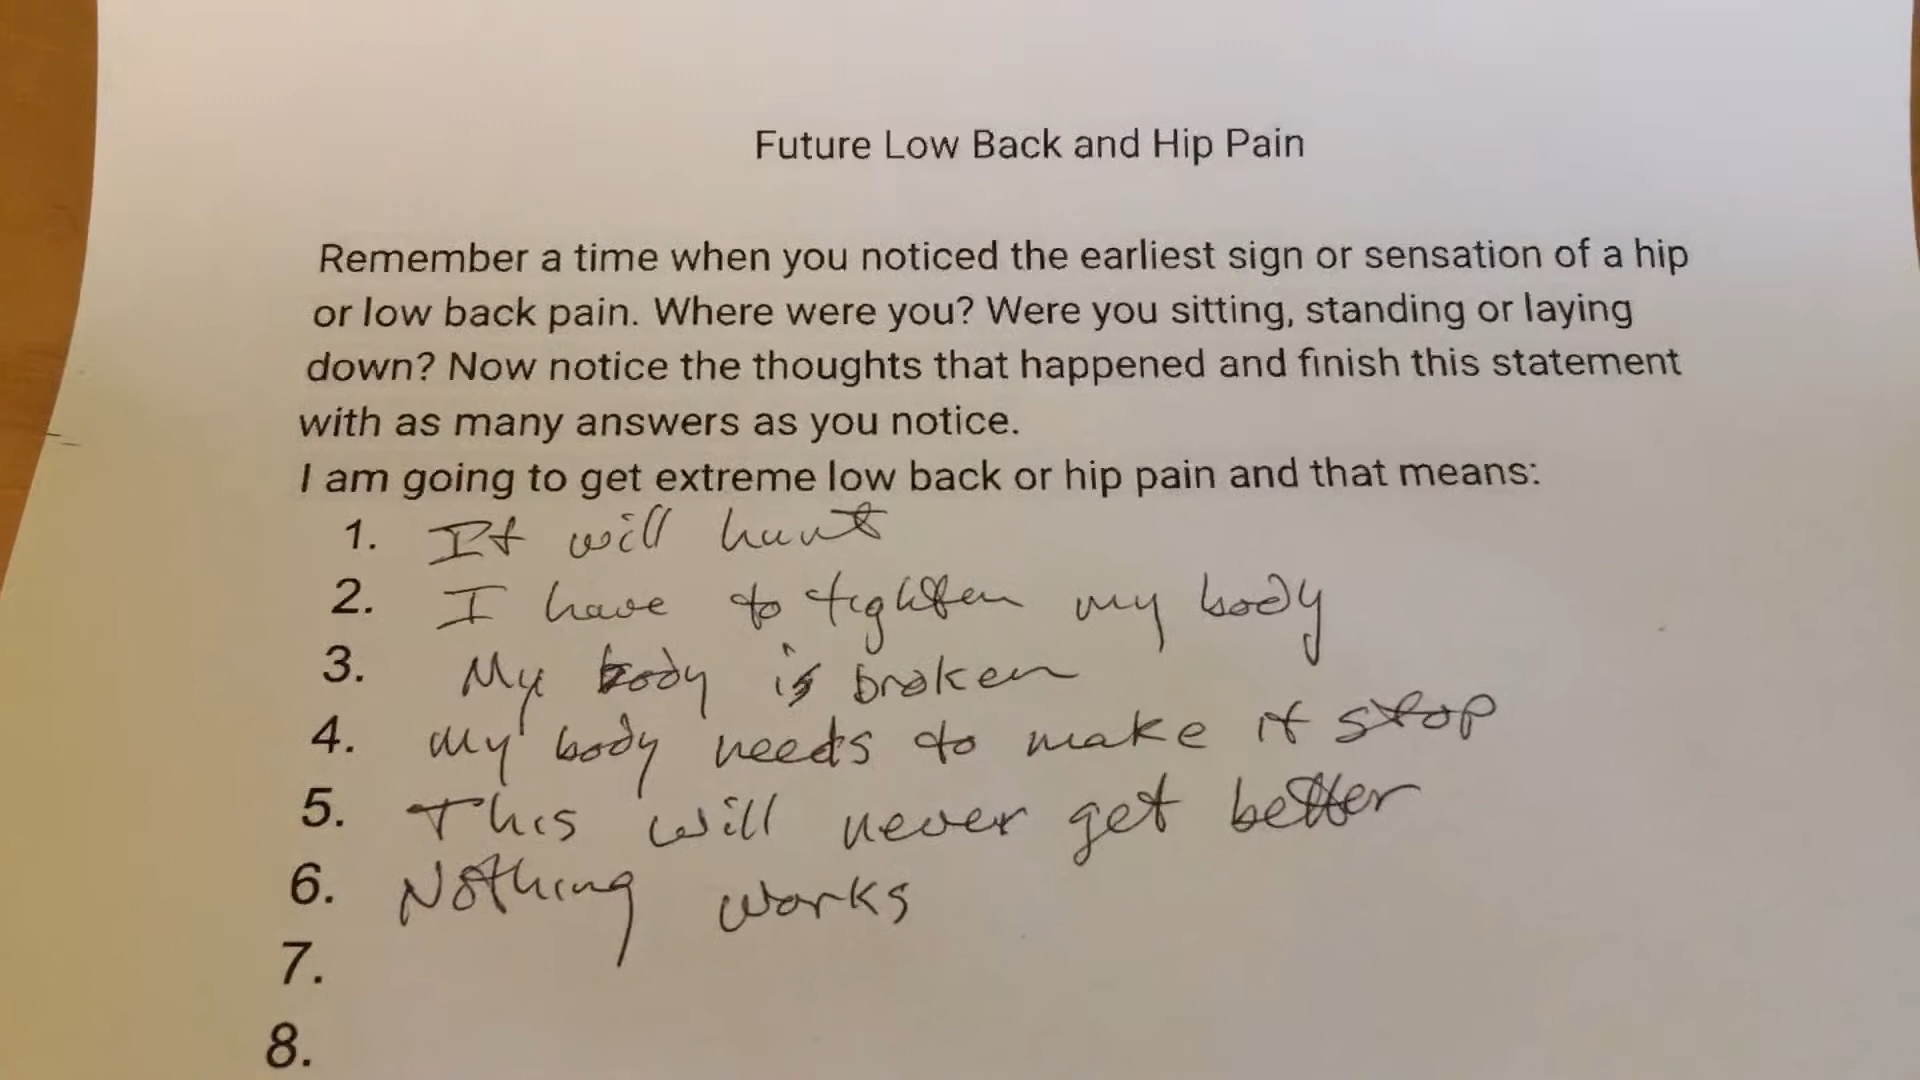 Future Low Back and Hip Pain
Remember a time when you noticed the earliest sign or sensation of a hip
or low back pain. Where were you? Were you sitting, standing or laying
down? Now notice the thoughts that happened and finish this statement
with as many answers as you notice.
I am going to get extreme low back or hip pain and that means:
1. It will hurt
2. I have to tighten my body
3. My body is broken
4. My body needs to make it stop
5. This will never get better
6. Nothing works
7.
8.